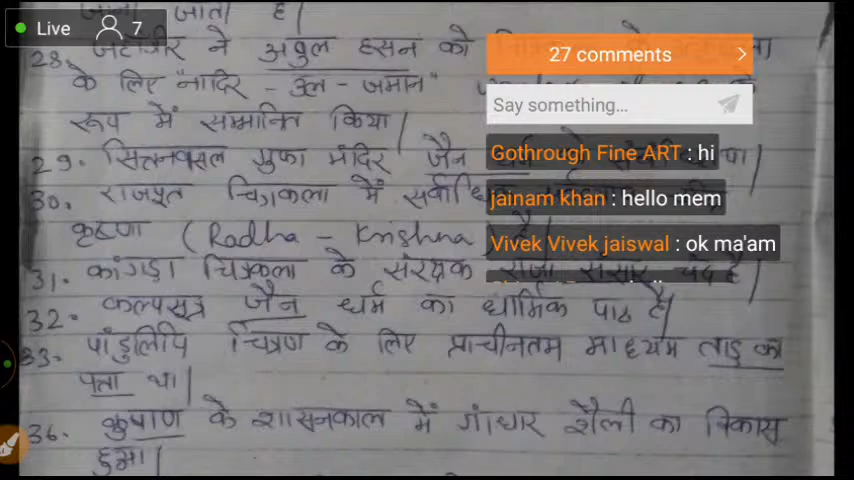 जाना जाता है।
Live 7
28. जहाँगीर ने अबुल हसन को
के लिए "नादिर - उल - जमान"
रूप में सम्मानित किया।
29. सित्तनवासल गुफा मंदिर जैन धर्म
30. राजपूत चित्रकला में सर्वाधिक
कृष्णा (Radha - Krishna) है।
31. कांगड़ा चित्रकला के संरक्षक राजा संसार चंद है।
32. कल्पसूत्र जैन धर्म का धार्मिक पाठ है।
33. पांडुलिपि चित्रण के लिए प्राचीनतम माध्यम ताड़ का
पत्ता था।
36. कुषाण के शासनकाल में गांधार शैली का विकास
हुआ।
27 comments >
Say something...
Gothrough Fine ART : hi
jainam khan : hello mem
Vivek Vivek jaiswal : ok ma'am